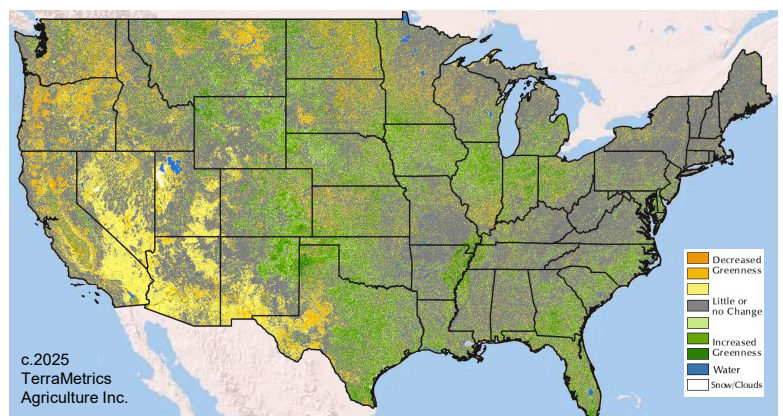 Decreased
Greenness
Little or
no Change
Increased
Greenness
Water
Snow/Clouds
c.2025
TerraMetrics
Agriculture Inc.